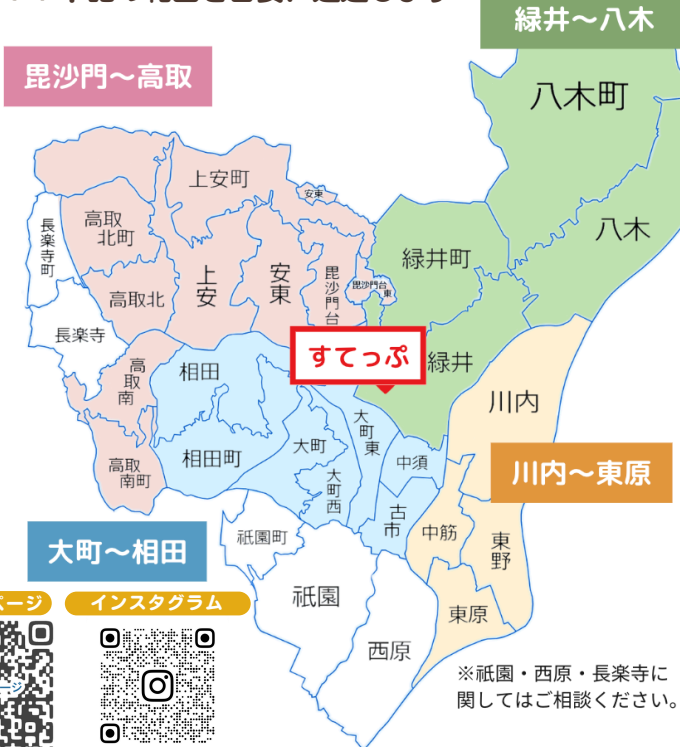 緑井～八木
毘沙門～高取
八木町
上安町
安東
高取
北町
長楽寺町
八木
緑井町
上安
安東
毘沙門台
毘沙門台
東
高取北
長楽寺
すてっぷ
緑井
高取南
相田
川内
大町東
大町
相田町
中須
高取
南町
大町西
川内～東原
古市
中筋
東野
祇園町
大町～相田
祇園
ページ
インスタグラム
東原
西原
※祇園・西原・長楽寺に
関してはご相談ください。